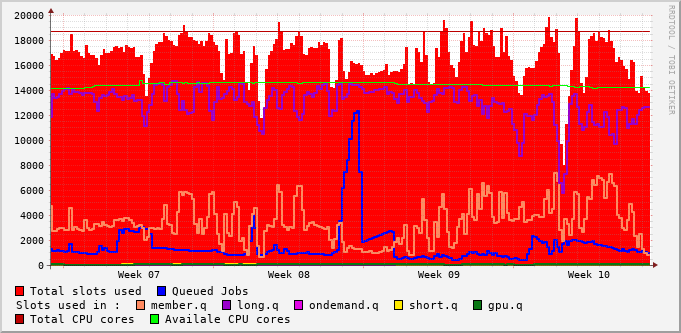 20000
18000
16000
14000
12000
10000
8000
6000
4000
2000
0
Week 07 Week 08 Week 09 Week 10
Total slots used Queued Jobs
Slots used in : member.q long.q ondemand.q short.q gpu.q
Total CPU cores Availale CPU cores
RRDTOOL / TOBI OETIKER